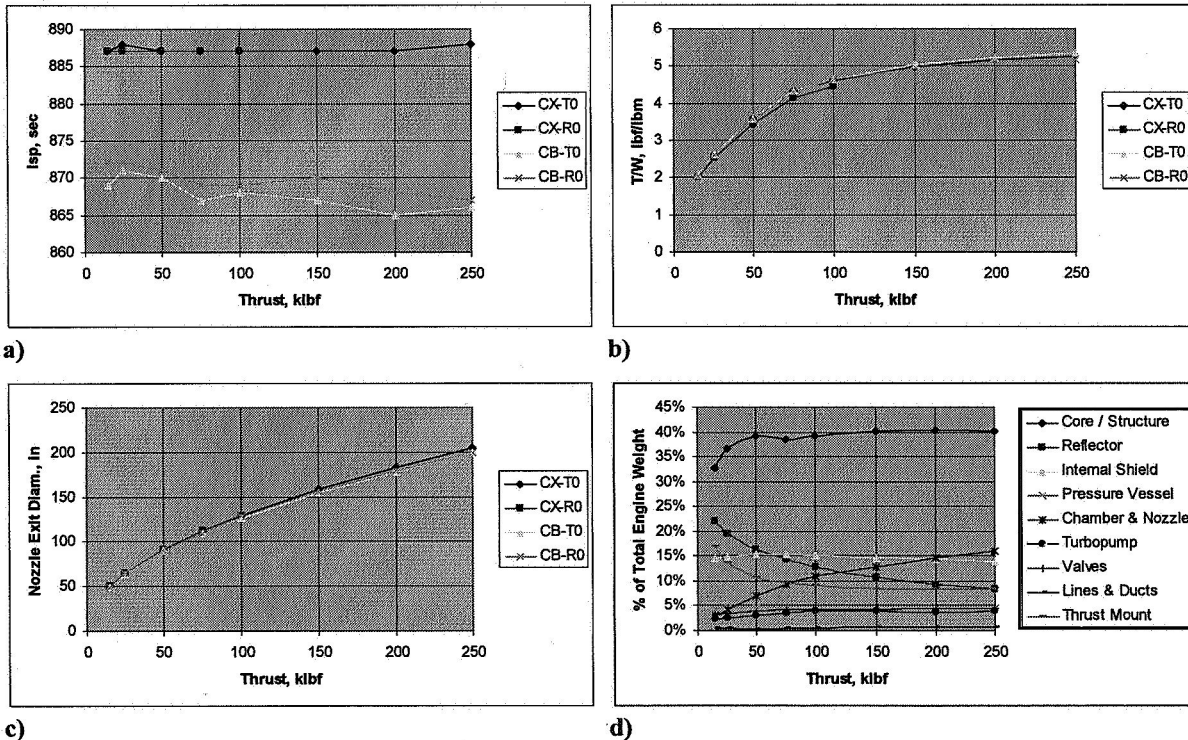 890
885
880
875
870
865
860
Isp, sec
0 50 100 150 200 250
Thrust, klbf
CX-T0
CX-R0
CB-T0
CB-R0
a)
6
5
4
3
2
1
0
T/W, lbf/lbm
0 50 100 150 200 250
Thrust, klbf
CX-T0
CX-R0
CB-T0
CB-R0
b)
250
200
150
100
50
0
Nozzle Exit Diam., in
0 50 100 150 200 250
Thrust, klbf
CX-T0
CX-R0
CB-T0
CB-R0
c)
45%
40%
35%
30%
25%
20%
15%
10%
5%
0%
% of Total Engine Weight
0 50 100 150 200 250
Thrust, klbf
Core / Structure
Reflector
Internal Shield
Pressure Vessel
Chamber & Nozzle
Turbopump
Valves
Lines & Ducts
Thrust Mount
d)